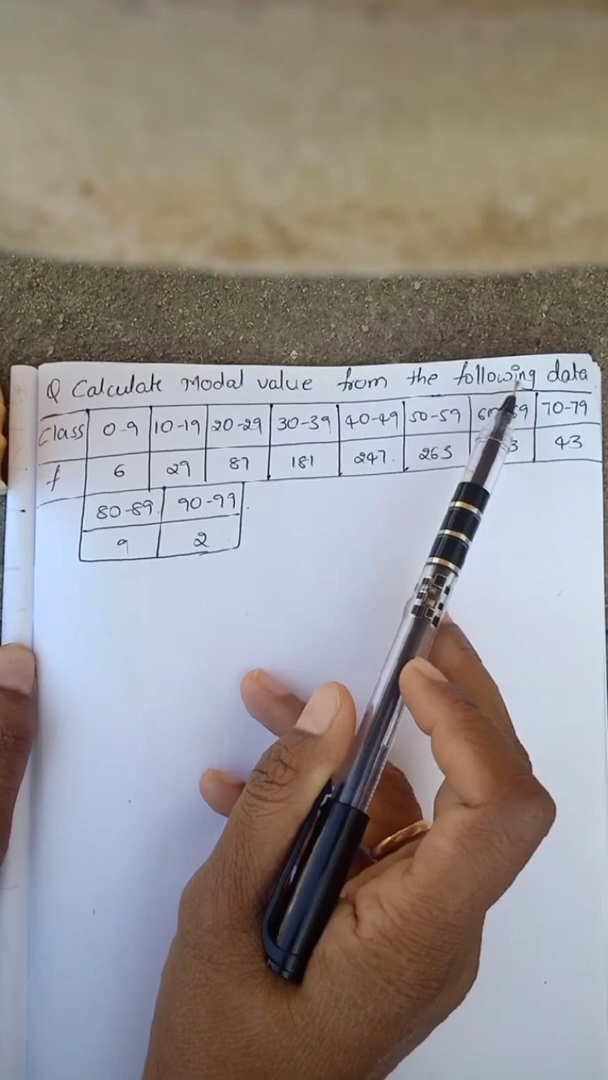 Q Calculate Modal value from the following data
Class 0-9 10-19 20-29 30-39 40-49 50-59 70-79
f 6 29 87 181 247 263 43
80-89 90-99
9 2